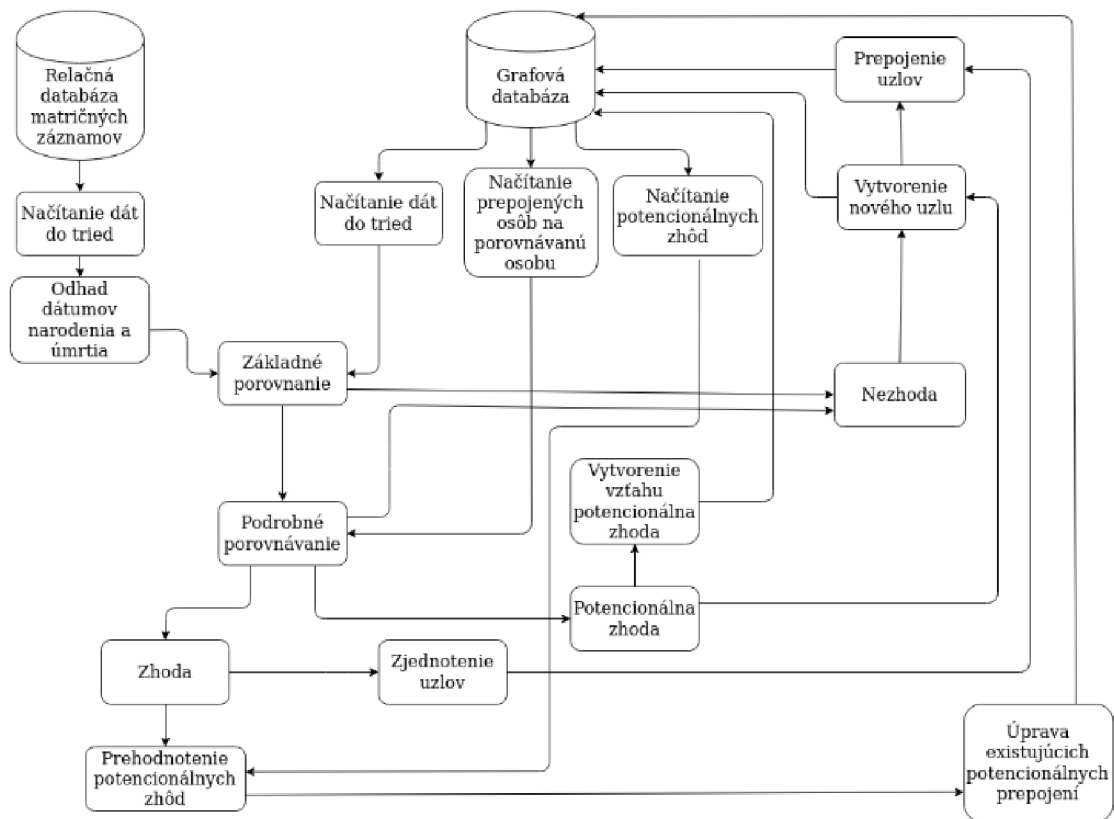 Relačná
databáza
matričných
záznamov
Grafová
databáza
Prepojenie
uzlov
Načítanie dát
do tried
Načítanie dát
do tried
Načítanie
prepojených
osôb na
porovnávanú
osobu
Načítanie
potencionálnych
zhôd
Vytvorenie
nového uzlu
Odhad
dátumov
narodenia a
úmrtia
Základné
porovnanie
Nezhoda
Vytvorenie
vzťahu
potencionálna
zhoda
Podrobné
porovnávanie
Potencionálna
zhoda
Zhoda
Zjednotenie
uzlov
Prehodnotenie
potencionálnych
zhôd
Úprava
existujúcich
potencionálnych
prepojení